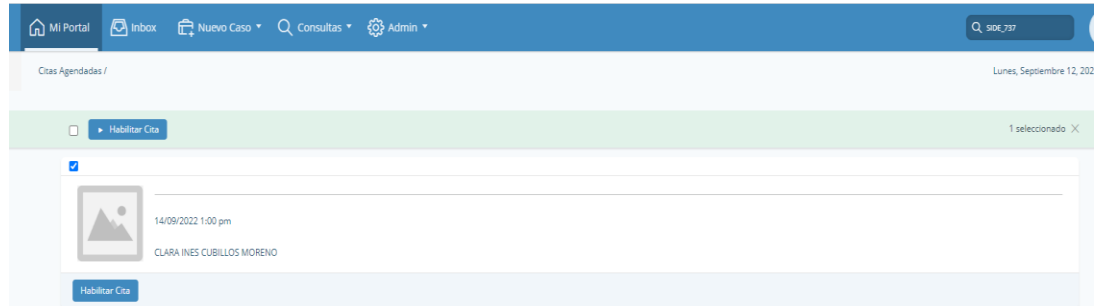 Mi Portal Inbox Nuevo Caso Consultas Admin SIDE_737
Citas Agendadas / Lunes, Septiembre 12, 202
Habilitar Cita 1 seleccionado
14/09/2022 1:00 pm
CLARA INES CUBILLOS MORENO
Habilitar Cita